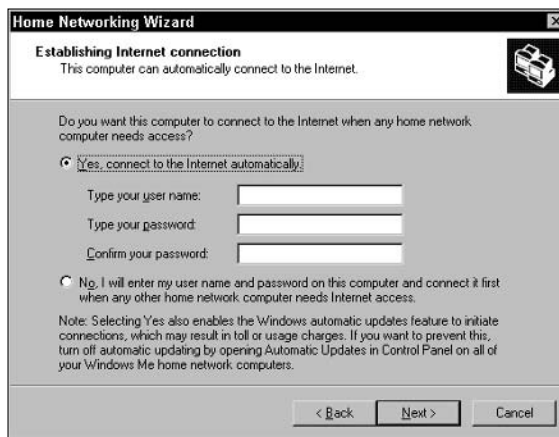 Home Networking Wizard
Establishing Internet connection
This computer can automatically connect to the Internet.
Do you want this computer to connect to the Internet when any home network
computer needs access?
Yes, connect to the Internet automatically.
Type your user name:
Type your password:
Confirm your password:
No, I will enter my user name and password on this computer and connect it first
when any other home network computer needs Internet access.
Note: Selecting Yes also enables the Windows automatic updates feature to initiate
connections, which may result in toll or usage charges. If you want to prevent this,
turn off automatic updating by opening Automatic Updates in Control Panel on all of
your Windows Me home network computers.
< Back
Next >
Cancel